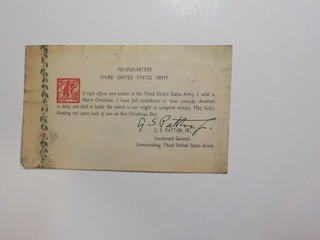 HEADQUARTERS
THIRD UNITED STATES ARMY
To each officer and soldier in the Third United States Army, I wish a
Merry Christmas. I have full confidence in your courage, devotion
to duty, and skill in battle. We march in our might to complete victory. May God's
blessing rest upon each of you on this Christmas Day.
G. S. Patton, Jr.
G. S. PATTON, JR.
Lieutenant General,
Commanding, Third United States Army